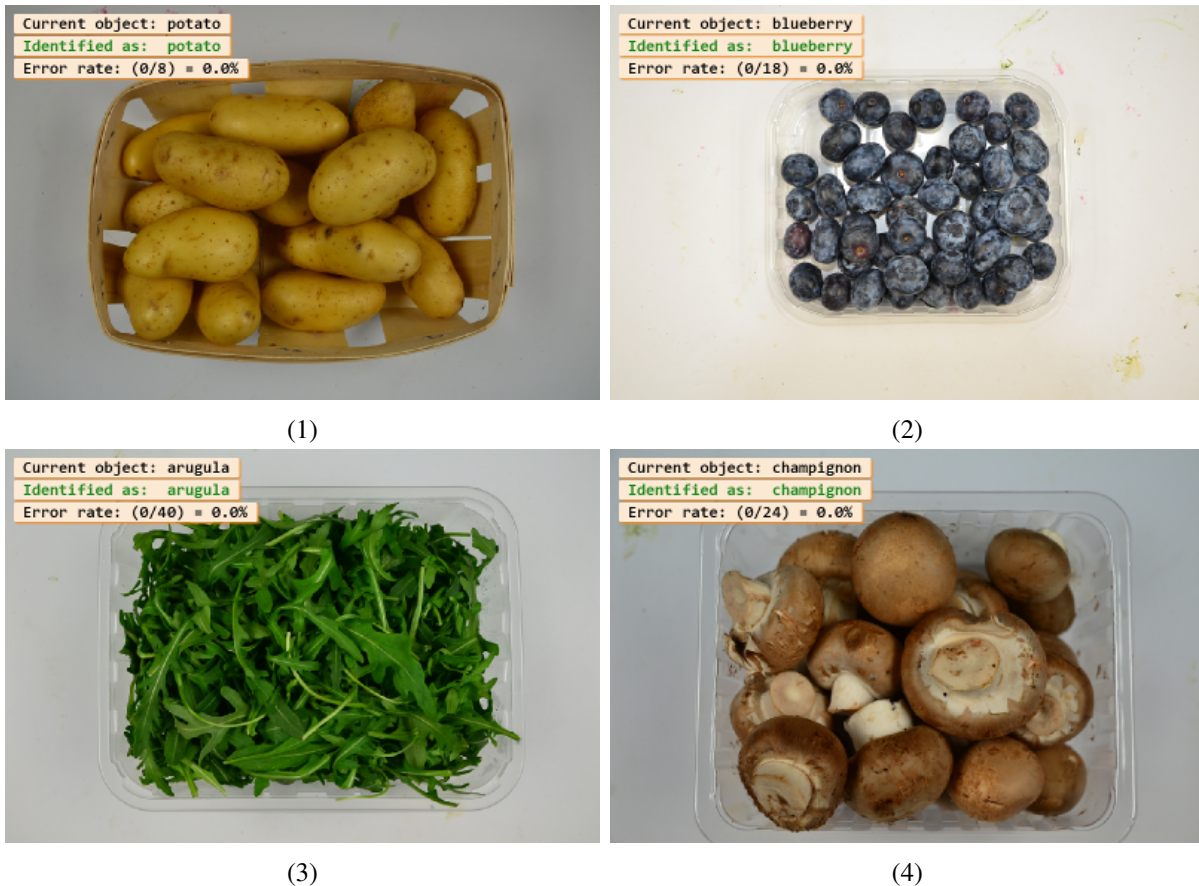 Current object: potato
Identified as: potato
Error rate: (0/8) = 0.0%
Current object: blueberry
Identified as: blueberry
Error rate: (0/18) = 0.0%
(1)
(2)
Current object: arugula
Identified as: arugula
Error rate: (0/40) = 0.0%
Current object: champignon
Identified as: champignon
Error rate: (0/24) = 0.0%
(3)
(4)